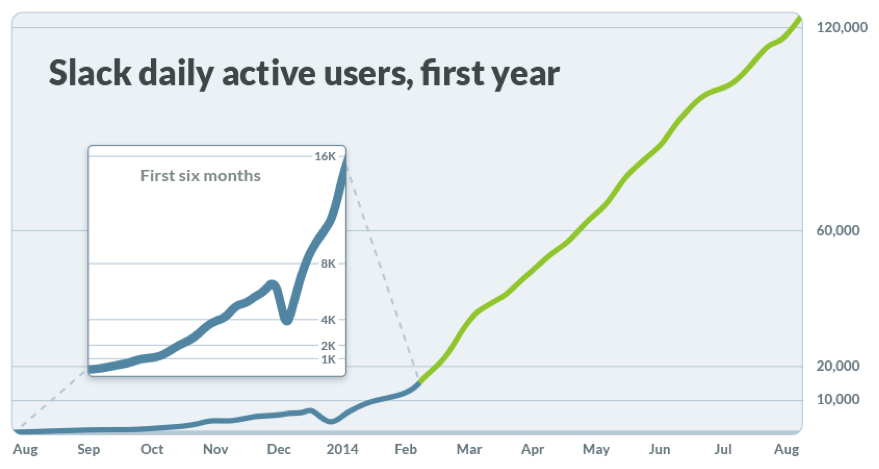 120,000
Slack daily active users, first year
16K
First six months
60,000
8K
4K
2K
1K
20,000
10,000
Aug Sep Oct Nov Dec 2014 Feb Mar Apr May Jun Jul Aug